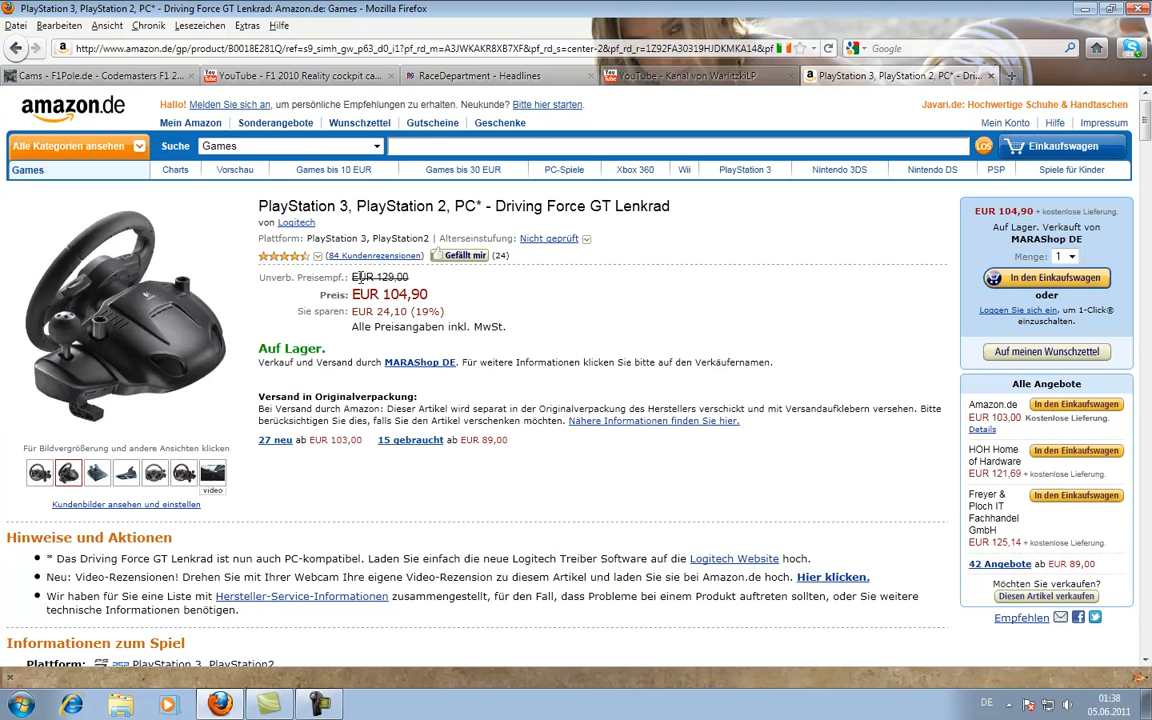 PlayStation 3, PlayStation 2, PC* - Driving Force GT Lenkrad: Amazon.de: Games - Mozilla Firefox
Datei Bearbeiten Ansicht Chronik Lesezeichen Extras Hilfe
http://www.amazon.de/gp/product/B0018E281Q/ref=s9_simh_gw_p63_d0_i1?pf_rd_m=A3JWKAKR8XB7XF&pf_rd_s=center-2&pf_rd_r=1Z92FA30319HJDKMKA14&pf
Google
Cams - F1Pole.de - Codemasters F1 2...
YouTube - F1 2010 Reality cockpit ca...
RaceDepartment - Headlines
YouTube - Kanal von WarlitzkiLP
PlayStation 3, PlayStation 2, PC* - Dri...
amazon.de
Hallo! Melden Sie sich an, um persönliche Empfehlungen zu erhalten. Neukunde? Bitte hier starten.
Javari.de: Hochwertige Schuhe & Handtaschen
Mein Amazon Sonderangebote Wunschzettel Gutscheine Geschenke
Mein Konto Hilfe Impressum
Alle Kategorien ansehen
Suche Games
LOS
Einkaufswagen
Games Charts Vorschau Games bis 10 EUR Games bis 30 EUR PC-Spiele Xbox 360 Wii PlayStation 3 Nintendo 3DS Nintendo DS PSP Spiele für Kinder
PlayStation 3, PlayStation 2, PC* - Driving Force GT Lenkrad
von Logitech
Plattform: PlayStation 3, PlayStation2 | Alterseinstufung: Nicht geprüft
(84 Kundenrezensionen) Gefällt mir (24)
Unverb. Preisempf.: EUR 129,00
Preis: EUR 104,90
Sie sparen: EUR 24,10 (19%)
Alle Preisangaben inkl. MwSt.
Auf Lager.
Verkauf und Versand durch MARAShop DE. Für weitere Informationen klicken Sie bitte auf den Verkäufernamen.
Versand in Originalverpackung:
Bei Versand durch Amazon: Dieser Artikel wird separat in der Originalverpackung des Herstellers verschickt und mit Versandaufklebern versehen. Bitte
berücksichtigen Sie dies, falls Sie den Artikel verschenken möchten. Nähere Informationen finden Sie hier.
27 neu ab EUR 103,00 15 gebraucht ab EUR 89,00
Für Bildvergrößerung und andere Ansichten klicken
video
Kundenbilder ansehen und einstellen
EUR 104,90 + kostenlose Lieferung.
Auf Lager. Verkauft von
MARAShop DE
Menge: 1
In den Einkaufswagen
oder
Loggen Sie sich ein, um 1-Click®
einzuschalten.
Auf meinen Wunschzettel
Alle Angebote
Amazon.de In den Einkaufswagen
EUR 103,00
Details
HOH Home In den Einkaufswagen
of Hardware
EUR 121,69 + kostenlose Lieferung.
Freyer & In den Einkaufswagen
Ploch IT
Fachhandel
GmbH
EUR 125,14 + kostenlose Lieferung.
42 Angebote ab EUR 89,00
Möchten Sie verkaufen?
Diesen Artikel verkaufen
Empfehlen
Hinweise und Aktionen
* Das Driving Force GT Lenkrad ist nun auch PC-kompatibel. Laden Sie einfach die neue Logitech Treiber Software auf die Logitech Website hoch.
Neu: Video-Rezensionen! Drehen Sie mit Ihrer Webcam Ihre eigene Video-Rezension zu diesem Artikel und laden Sie sie bei Amazon.de hoch. Hier klicken.
Wir haben für Sie eine Liste mit Hersteller-Service-Informationen zusammengestellt, für den Fall, dass Probleme bei einem Produkt auftreten sollten, oder Sie weitere
technische Informationen benötigen.
Informationen zum Spiel
Plattform: PlayStation 3, PlayStation2
DE
01:38
05.06.2011